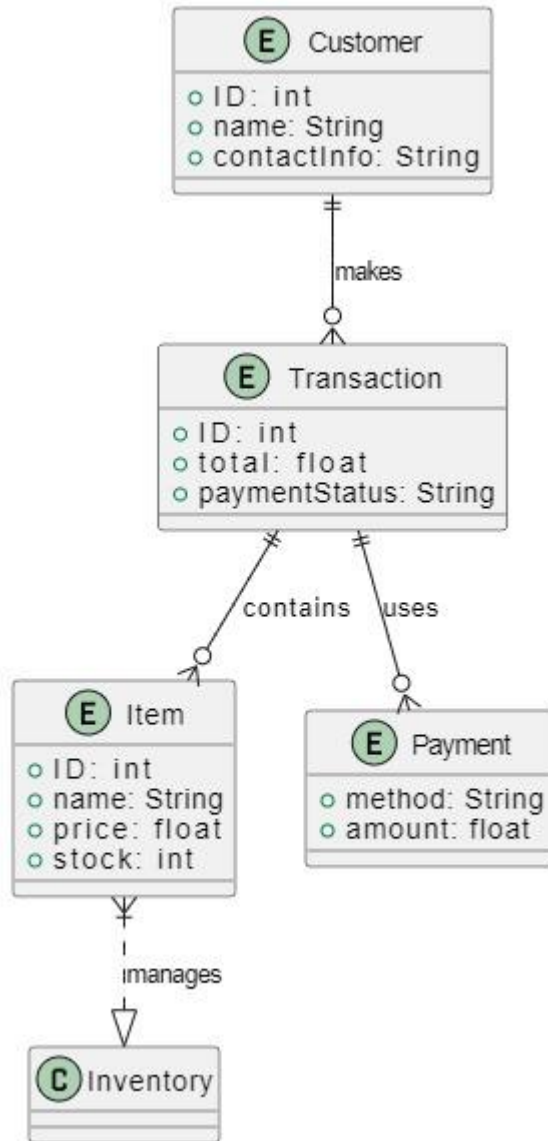 E Customer
ID: int
name: String
contactInfo: String
makes
E Transaction
ID: int
total: float
paymentStatus: String
contains
uses
E Item
ID: int
name: String
price: float
stock: int
E Payment
method: String
amount: float
manages
C Inventory